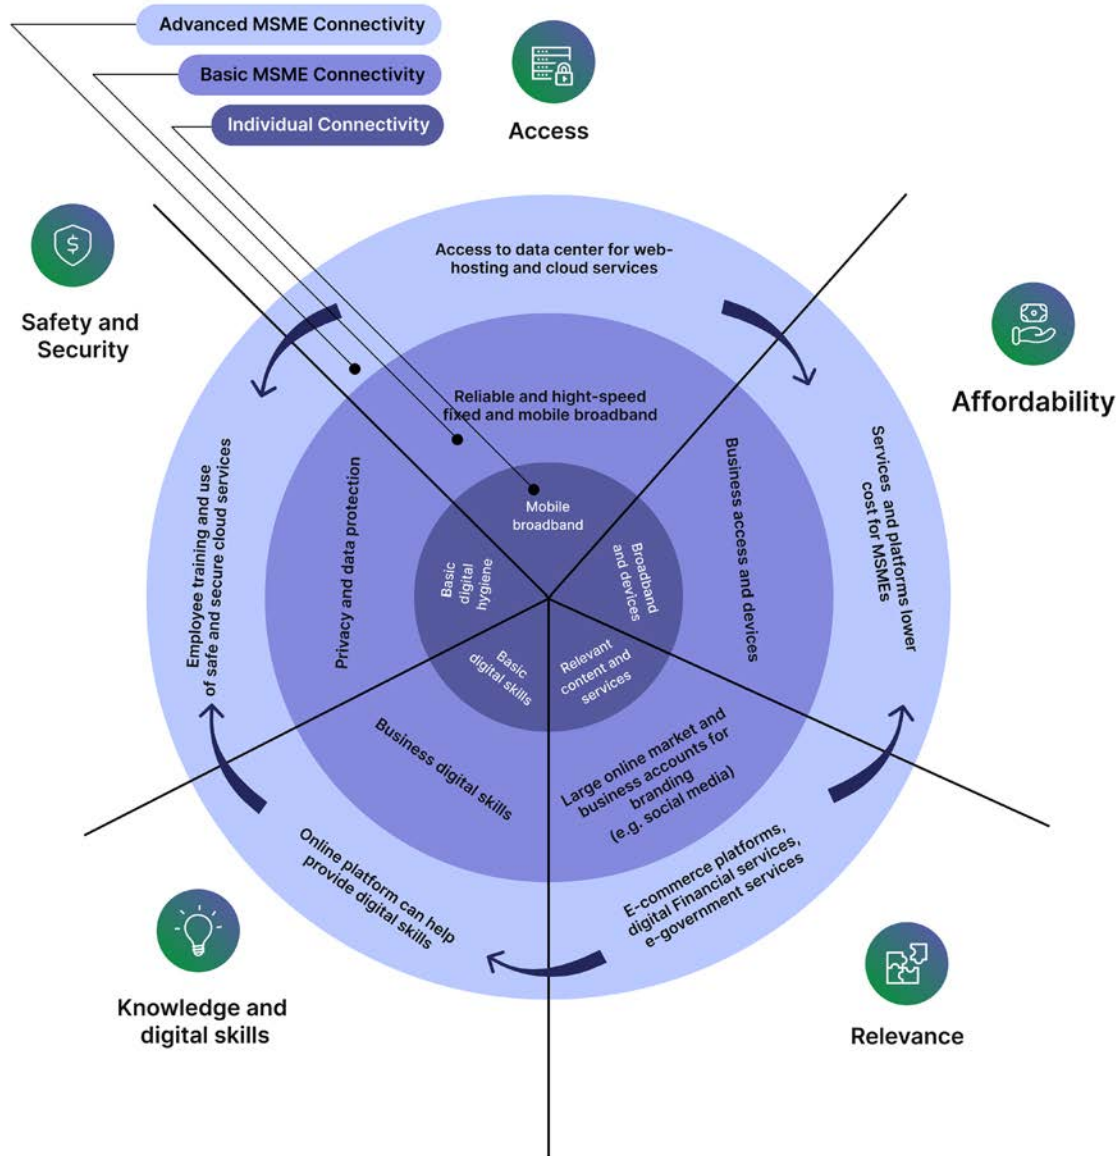 Advanced MSME Connectivity
Basic MSME Connectivity
Individual Connectivity
Access
Safety and
Security
Affordability
Access to data center for web-
hosting and cloud services
Reliable and hight-speed
fixed and mobile broadband
Mobile
broadband
Broadband
and devices
Business access and devices
Services and platforms lower
cost for MSMEs
Basic
digital
hygiene
Privacy and data protection
Employee training and use
of safe and secure cloud services
Basic
digital skills
Business digital skills
Online platform can help
provide digital skills
Relevant
content and
services
Large online market and
business accounts for
branding
(e.g. social media)
E-commerce platforms,
digital Financial services,
e-government services
Knowledge and
digital skills
Relevance